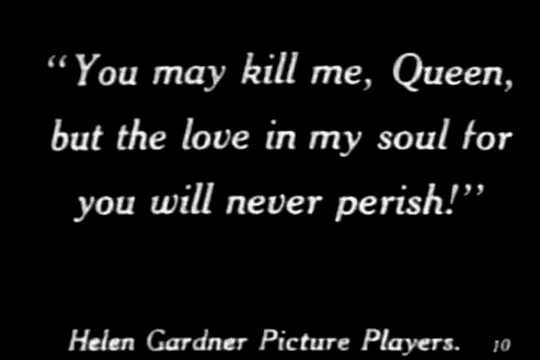 “You may kill me, Queen,
but the love in my soul for
you will never perish!”
Helen Gardner Picture Players. 10